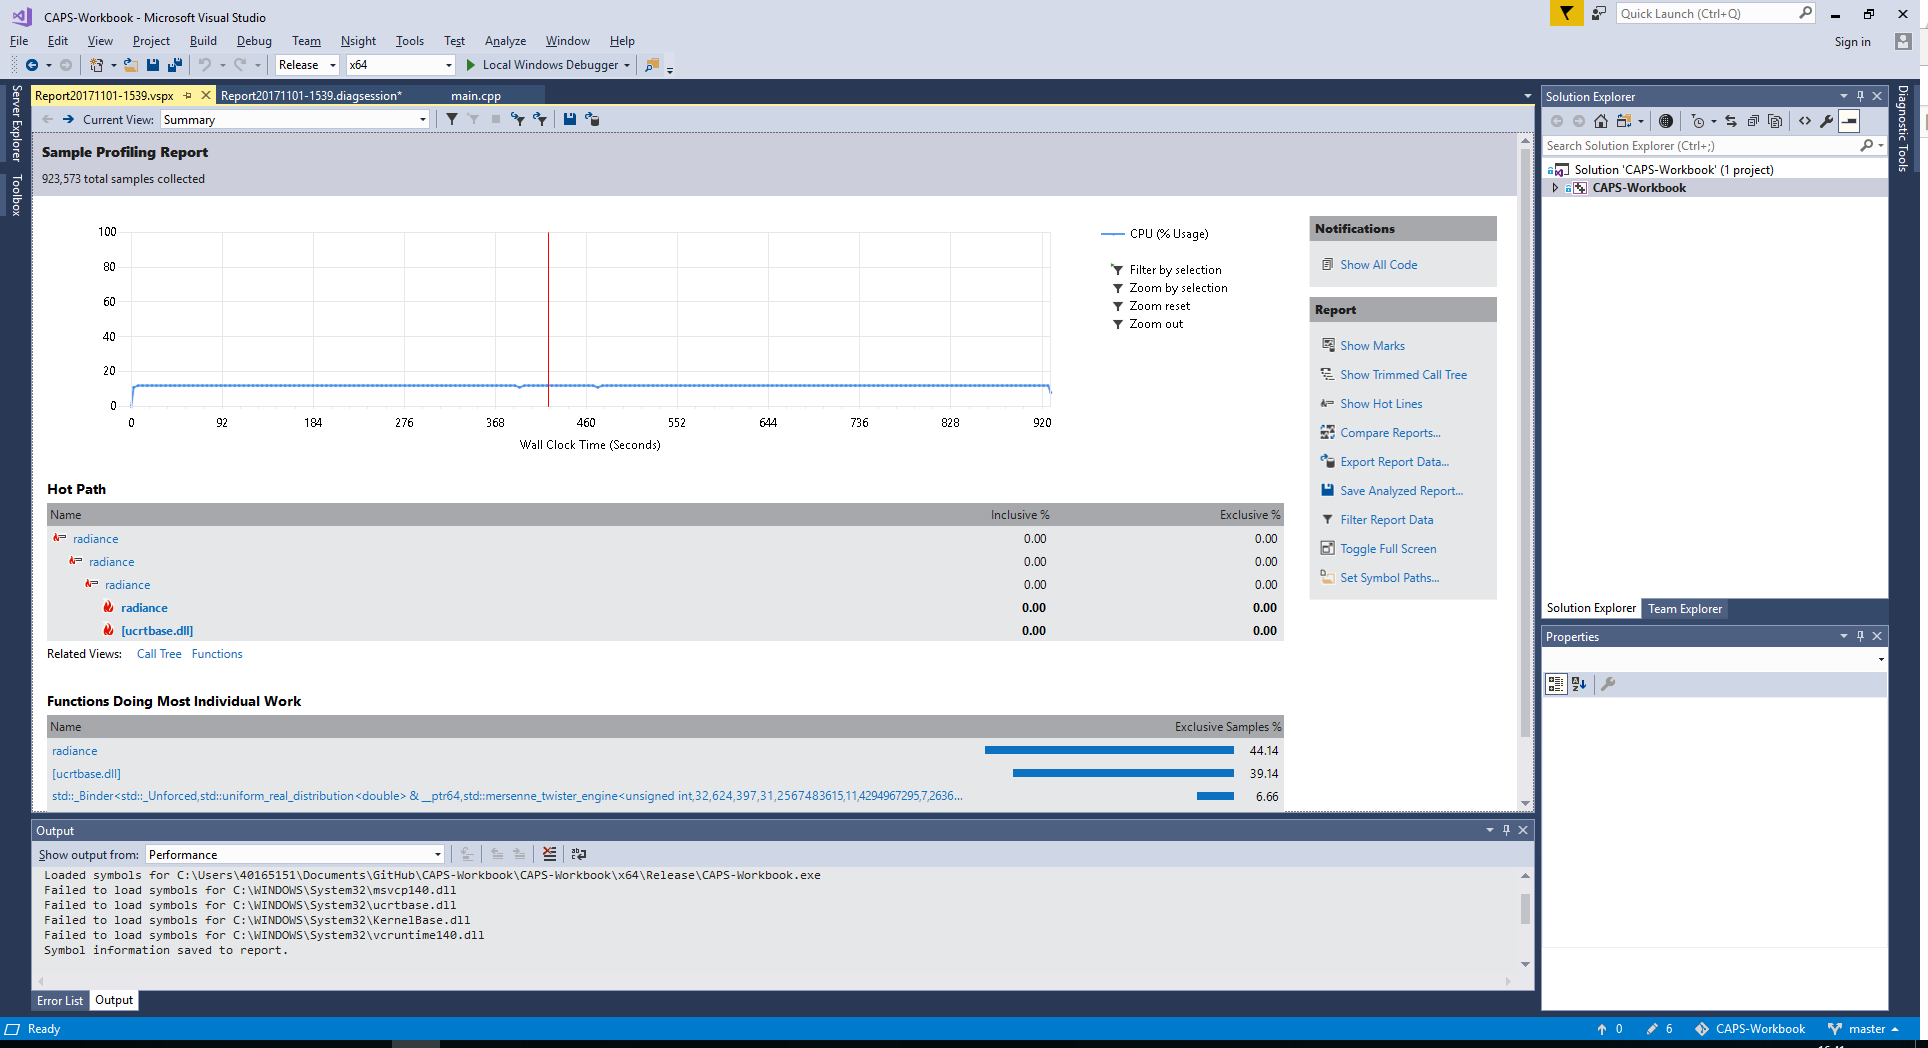 CAPS-Workbook - Microsoft Visual Studio
Quick Launch (Ctrl+Q)
File Edit View Project Build Debug Team Nsight Tools Test Analyze Window Help
Sign in
Release x64 Local Windows Debugger
Server Explorer
Toolbox
Report20171101-1539.vspx
Report20171101-1539.diagsession*
main.cpp
Current View: Summary
Sample Profiling Report
923,573 total samples collected
100
80
60
40
20
0
0 92 184 276 368 460 552 644 736 828 920
Wall Clock Time (Seconds)
CPU (% Usage)
Filter by selection
Zoom by selection
Zoom reset
Zoom out
Notifications
Show All Code
Report
Show Marks
Show Trimmed Call Tree
Show Hot Lines
Compare Reports...
Export Report Data...
Save Analyzed Report...
Filter Report Data
Toggle Full Screen
Set Symbol Paths...
Hot Path
Name Inclusive % Exclusive %
radiance 0.00 0.00
radiance 0.00 0.00
radiance 0.00 0.00
radiance 0.00 0.00
[ucrtbase.dll] 0.00 0.00
Related Views: Call Tree Functions
Functions Doing Most Individual Work
Name Exclusive Samples %
radiance 44.14
[ucrtbase.dll] 39.14
std::_Binder<std::_Unforced,std::uniform_real_distribution<double> & __ptr64,std::mersenne_twister_engine<unsigned int,32,624,397,31,2567483615,11,4294967295,7,2636... 6.66
Output
Show output from: Performance
Loaded symbols for C:\Users\40165151\Documents\GitHub\CAPS-Workbook\CAPS-Workbook\x64\Release\CAPS-Workbook.exe
Failed to load symbols for C:\WINDOWS\System32\msvcp140.dll
Failed to load symbols for C:\WINDOWS\System32\ucrtbase.dll
Failed to load symbols for C:\WINDOWS\System32\KernelBase.dll
Failed to load symbols for C:\WINDOWS\System32\vcruntime140.dll
Symbol information saved to report.
Error List Output
Solution Explorer
Search Solution Explorer (Ctrl+;)
Solution 'CAPS-Workbook' (1 project)
CAPS-Workbook
Solution Explorer Team Explorer
Properties
Diagnostic Tools
Ready
0 6 CAPS-Workbook master